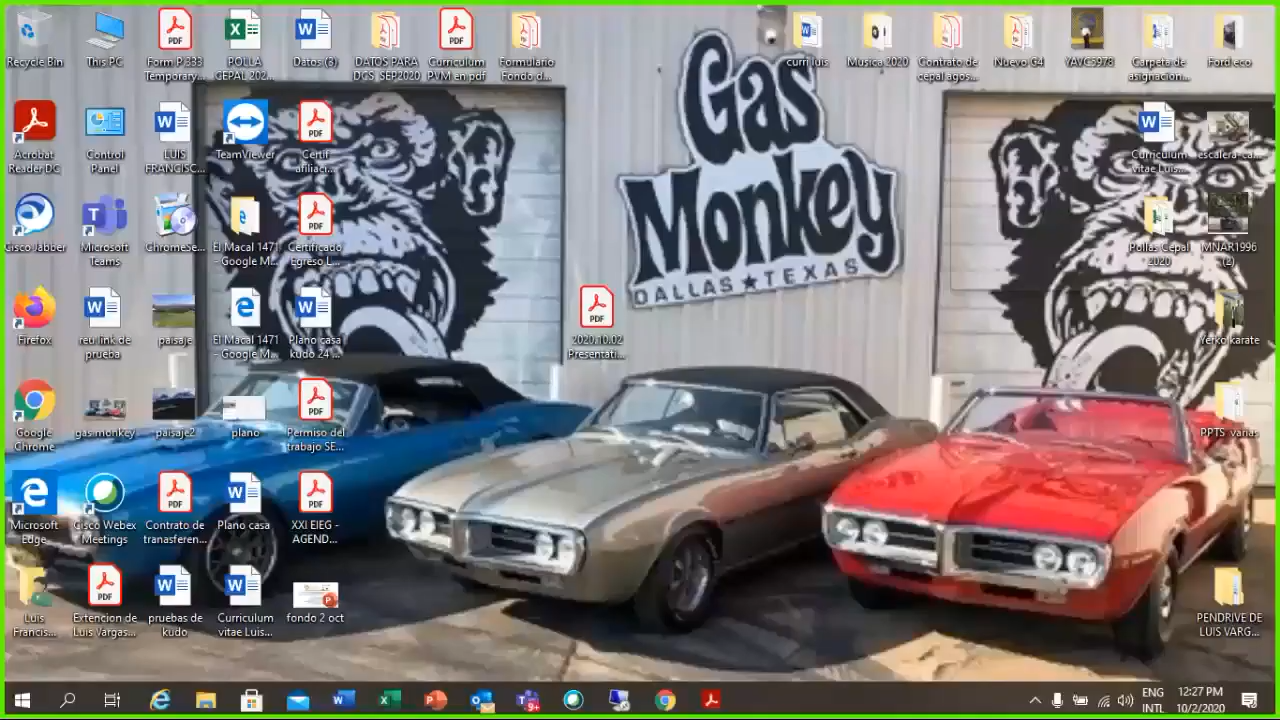 Recycle Bin
This PC
Form P.333
Temporary...
POLLA
CEPAL 202...
Datos (3)
DATOS PARA
DCS_SEP2020
Curriculum
PVM en pdf
Formulario
Fondo d...
curri luis
Musica 2020
Contrato de
cepal agos...
Nuevo G4
YAVC5978
Carpeta de
asignacion...
Ford eco
Gas
Monkey
DALLAS TEXAS
Acrobat
Reader DC
Control
Panel
LUIS
FRANCISC...
TeamViewer
Certif
afiliaci...
Curriculum
vitae Luis...
escalera-ca...
Cisco Jabber
Microsoft
Teams
ChromeSe...
El Macal 1471
- Google M...
Certificado
Egreso L...
Pollas Cepal
2020
MNAR1996
(2)
Firefox
reu link de
prueba
paisaje
El Macal 1471
- Google M...
Plano casa
kudo 24 ...
2020.10.02
Presentati...
Yerko karate
Google
Chrome
gas monkey
paisaje2
plano
Permiso del
trabajo SE...
PPTS varias
Microsoft
Edge
Cisco Webex
Meetings
Contrato de
tranasferen...
Plano casa
XXI EIEG -
AGEND...
Luis
Francis...
Extencion de
Luis Vargas...
pruebas de
kudo
Curriculum
vitae Luis...
fondo 2 oct
PENDRIVE DE
LUIS VARG...
ENG
INTL
12:27 PM
10/2/2020